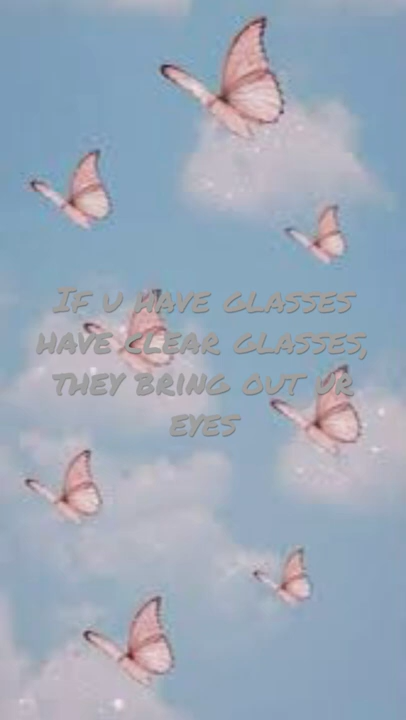 If u have glasses
have clear glasses,
they bring out ur
eyes